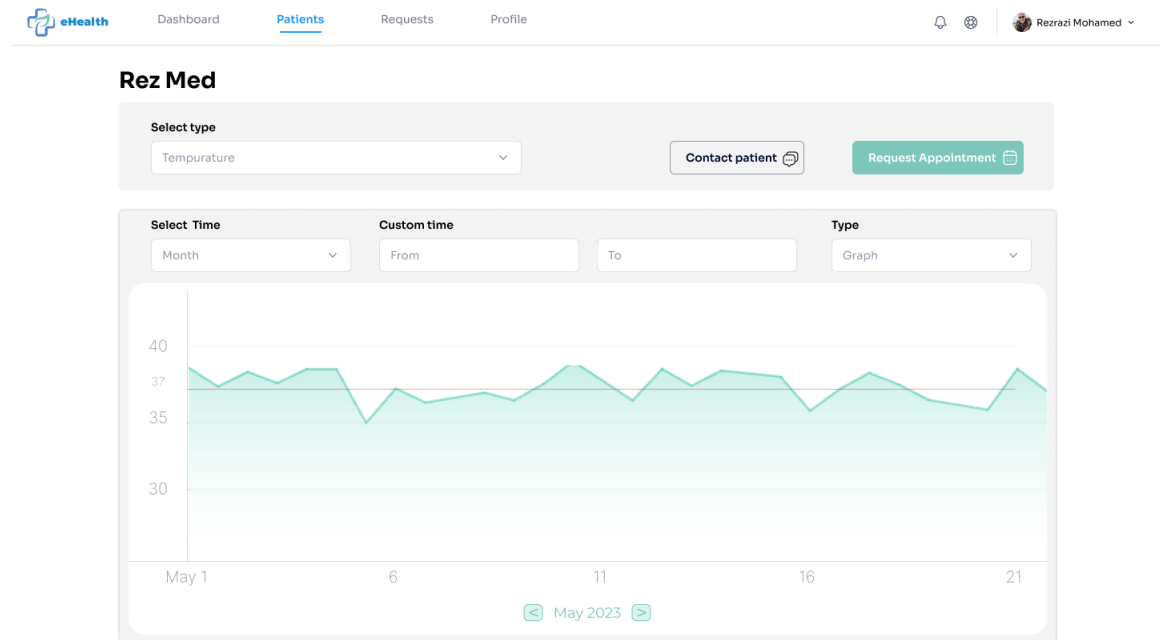 eHealth Dashboard Patients Requests Profile Rezrazi Mohamed
Rez Med
Select type
Tempurature Contact patient Request Appointment
Select Time Custom time Type
Month From To Graph
40
37
35
30
May 1 6 11 16 21
< May 2023 >